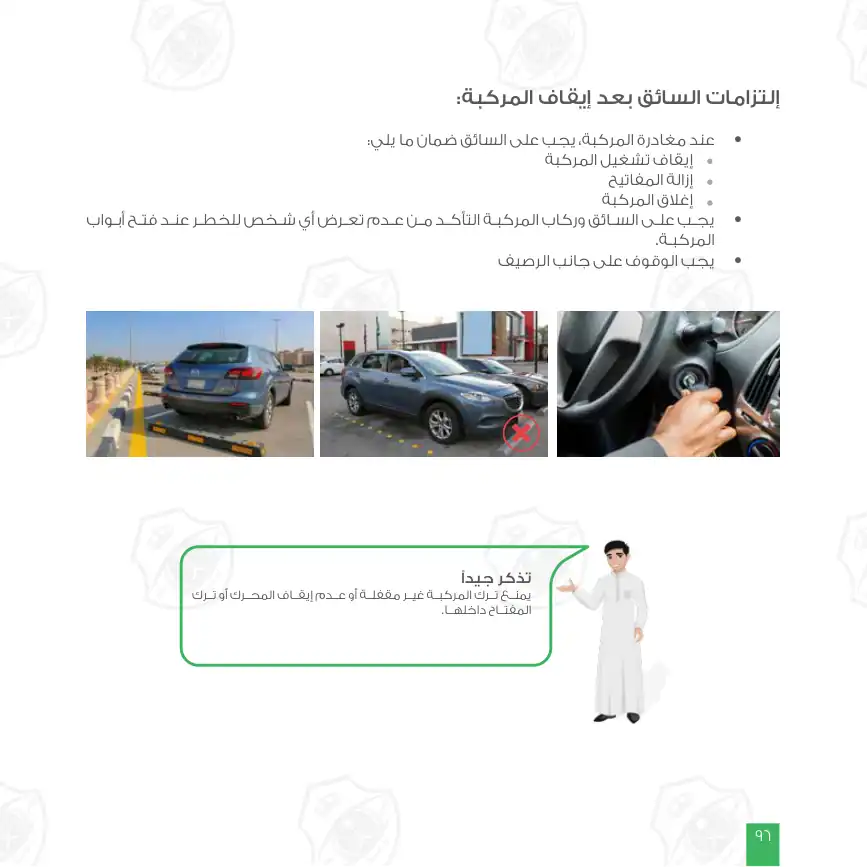 إلتزامات السائق بعد إيقاف المركبة:
• عند مغادرة المركبة، يجب على السائق ضمان ما يلي:
• إيقاف تشغيل المركبة
• إزالة المفاتيح
• إغلاق المركبة
• يجب على السائق وركاب المركبة التأكد من عدم تعرض أي شخص للخطر عند فتح أبواب
المركبة.
• يجب الوقوف على جانب الرصيف
تذكر جيداً
يمنع ترك المركبة غير مقفلة أو عدم إيقاف المحرك أو ترك
المفتاح داخلها.
٩٦